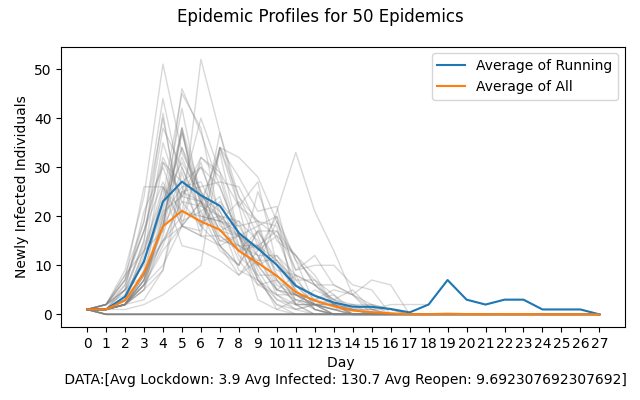 Epidemic Profiles for 50 Epidemics
Average of Running
Average of All
Newly Infected Individuals
50
40
30
20
10
0
0 1 2 3 4 5 6 7 8 9 10 11 12 13 14 15 16 17 18 19 20 21 22 23 24 25 26 27
Day
DATA:[Avg Lockdown: 3.9 Avg Infected: 130.7 Avg Reopen: 9.692307692307692]